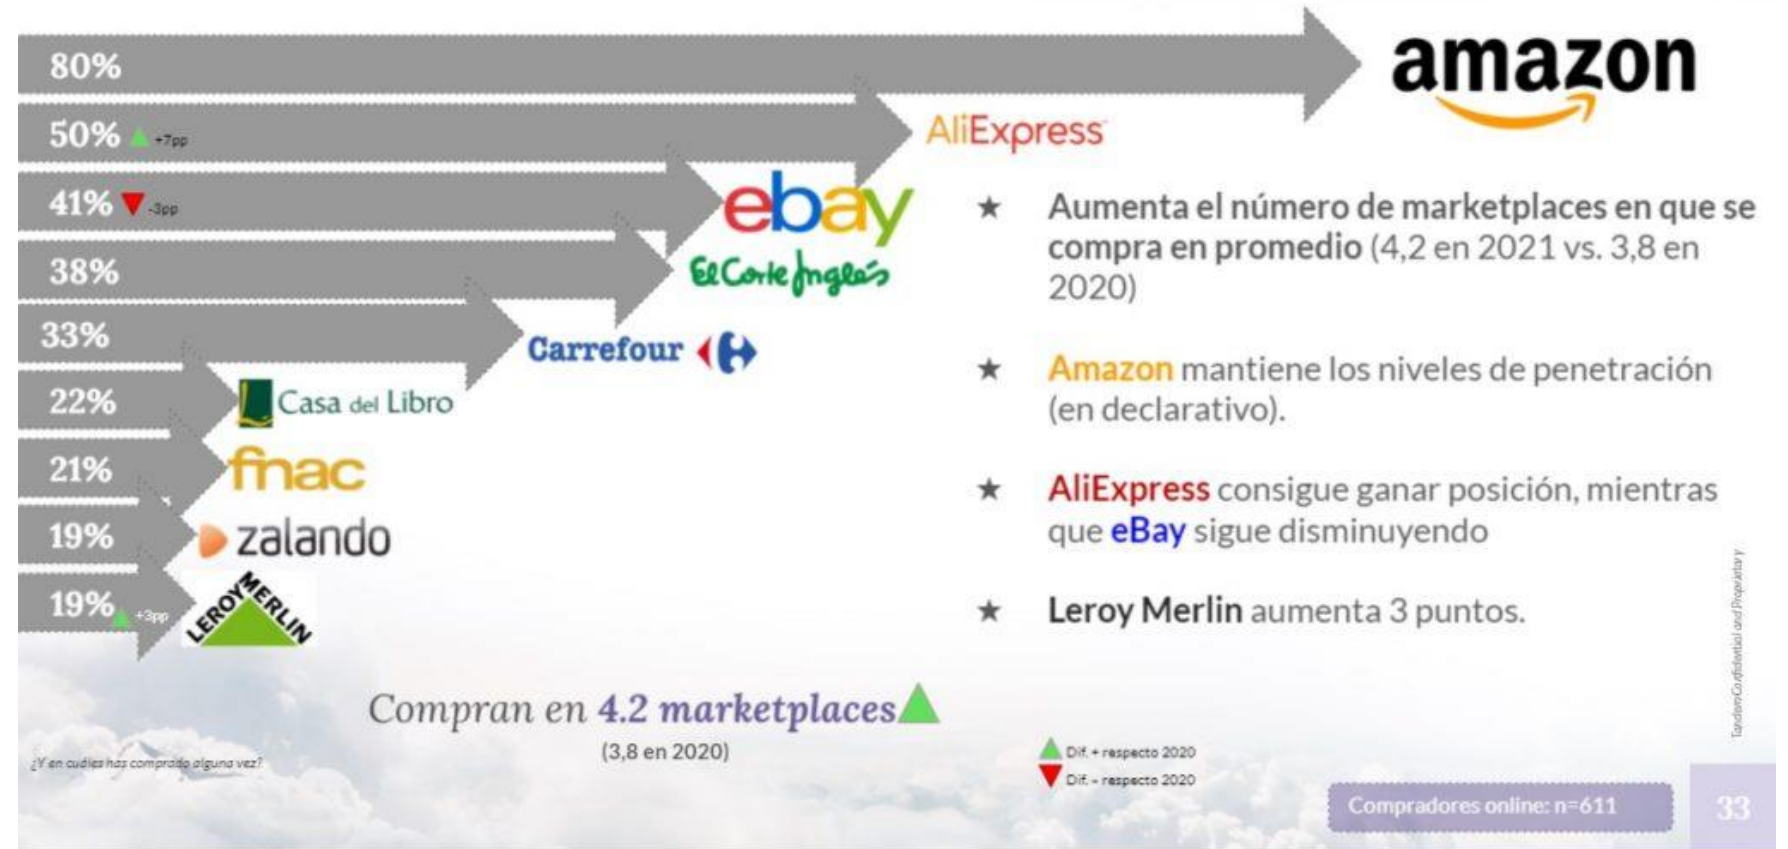 80%
amazon
50% +7pp
AliExpress
41% -3pp
ebay
38%
El Corte Inglés
33%
Carrefour
22%
Casa del Libro
21%
fnac
19%
zalando
19% +3pp
LEROY MERLIN
★ Aumenta el número de marketplaces en que se
compra en promedio (4,2 en 2021 vs. 3,8 en
2020)
★ Amazon mantiene los niveles de penetración
(en declarativo).
★ AliExpress consigue ganar posición, mientras
que eBay sigue disminuyendo
★ Leroy Merlin aumenta 3 puntos.
Compran en 4.2 marketplaces
(3,8 en 2020)
¿Y en cuáles has comprado alguna vez?
Dif. + respecto 2020
Dif. - respecto 2020
Compradores online: n=611
33
Tandem Confidential and Proprietary